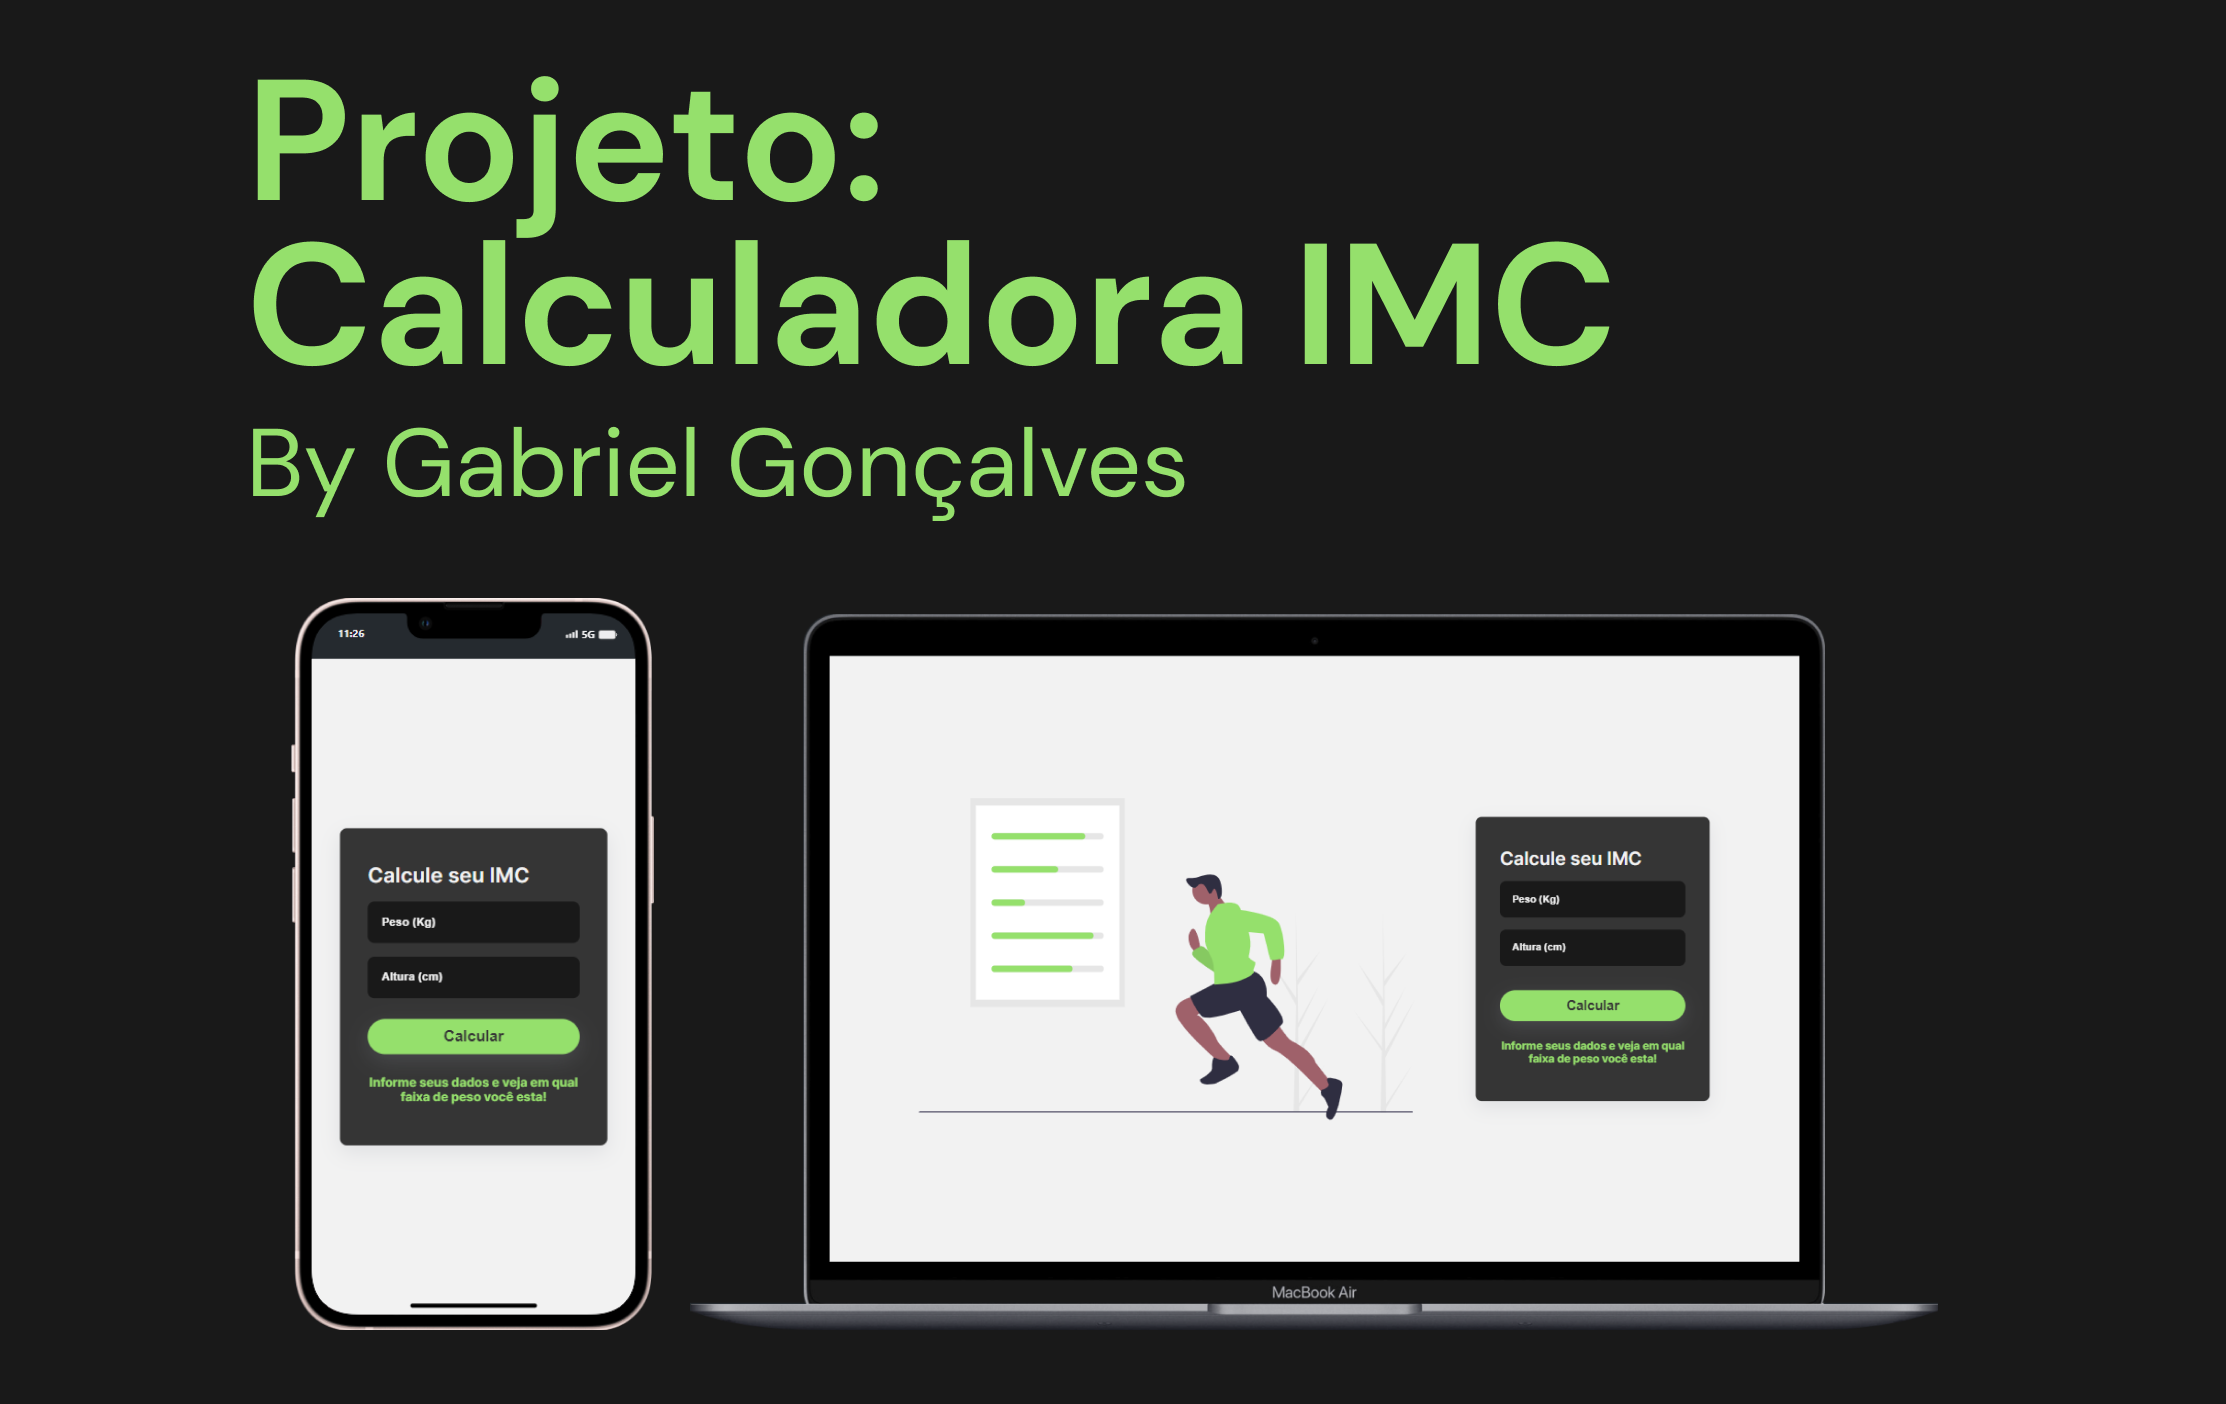 Projeto:
Calculadora IMC
By Gabriel Gonçalves
11:26
5G
Calcule seu IMC
Peso (Kg)
Altura (cm)
Calcular
Informe seus dados e veja em qual
faixa de peso você esta!
Calcule seu IMC
Peso (Kg)
Altura (cm)
Calcular
Informe seus dados e veja em qual
faixa de peso você esta!
MacBook Air